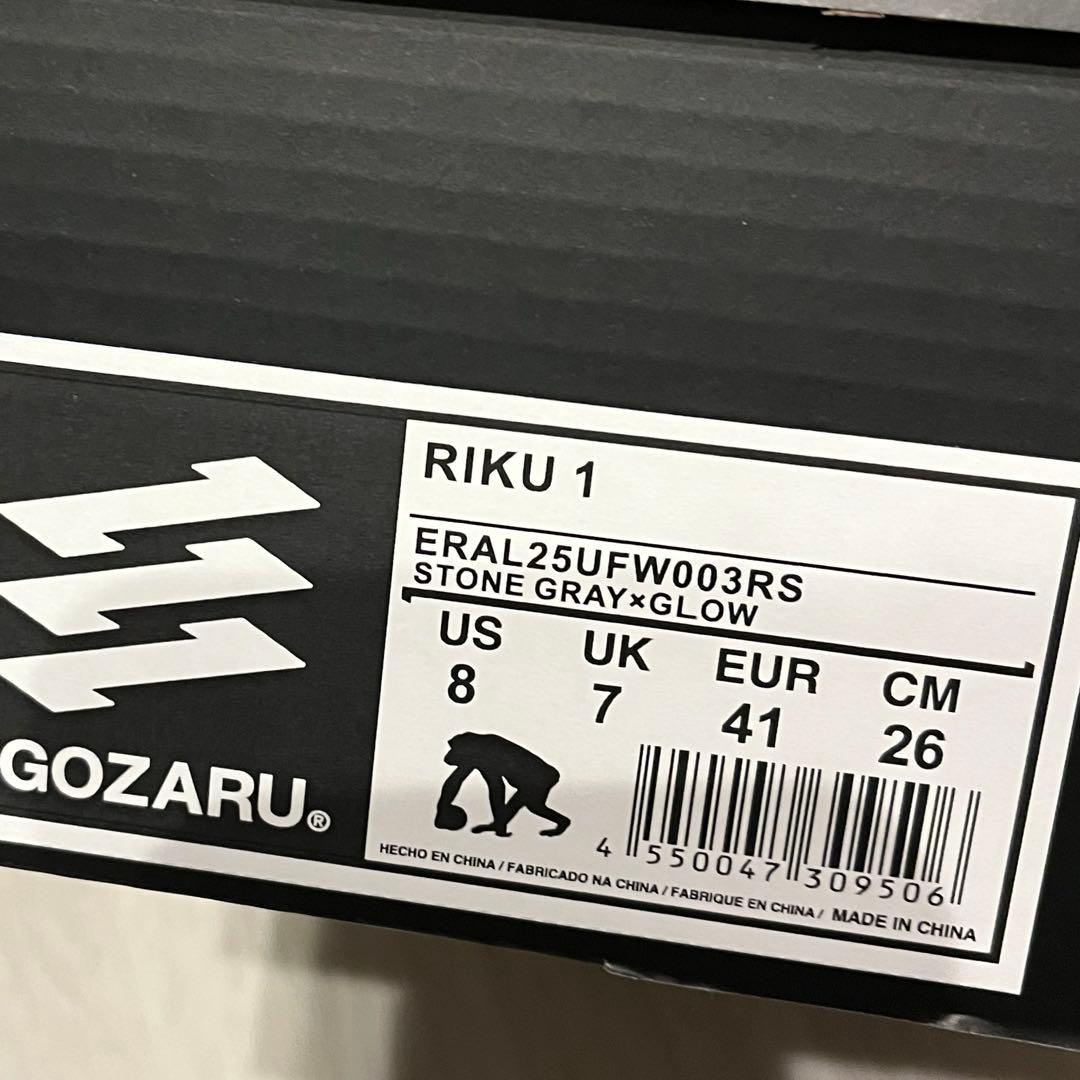 GOZARU®
RIKU 1
ERAL25UFW003RS
STONE GRAY×GLOW
US UK EUR CM
8 7 41 26
4 550047 309506
HECHO EN CHINA / FABRICADO NA CHINA / FABRIQUE EN CHINA / MADE IN CHINA